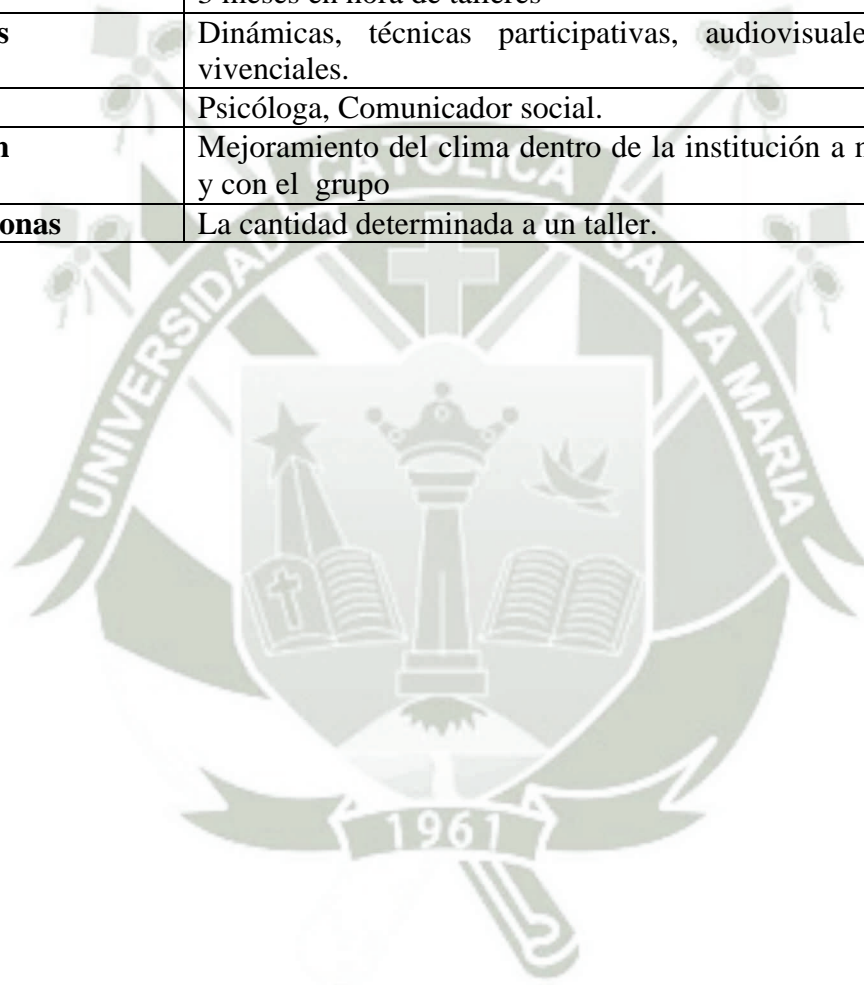 3 meses en hora de talleres
s Dinámicas, técnicas participativas, audiovisuale
vivenciales.
Psicóloga, Comunicador social.
n Mejoramiento del clima dentro de la institución a n
y con el grupo
onas La cantidad determinada a un taller.
UNIVERSIDAD CATOLICA SANTA MARIA
1961